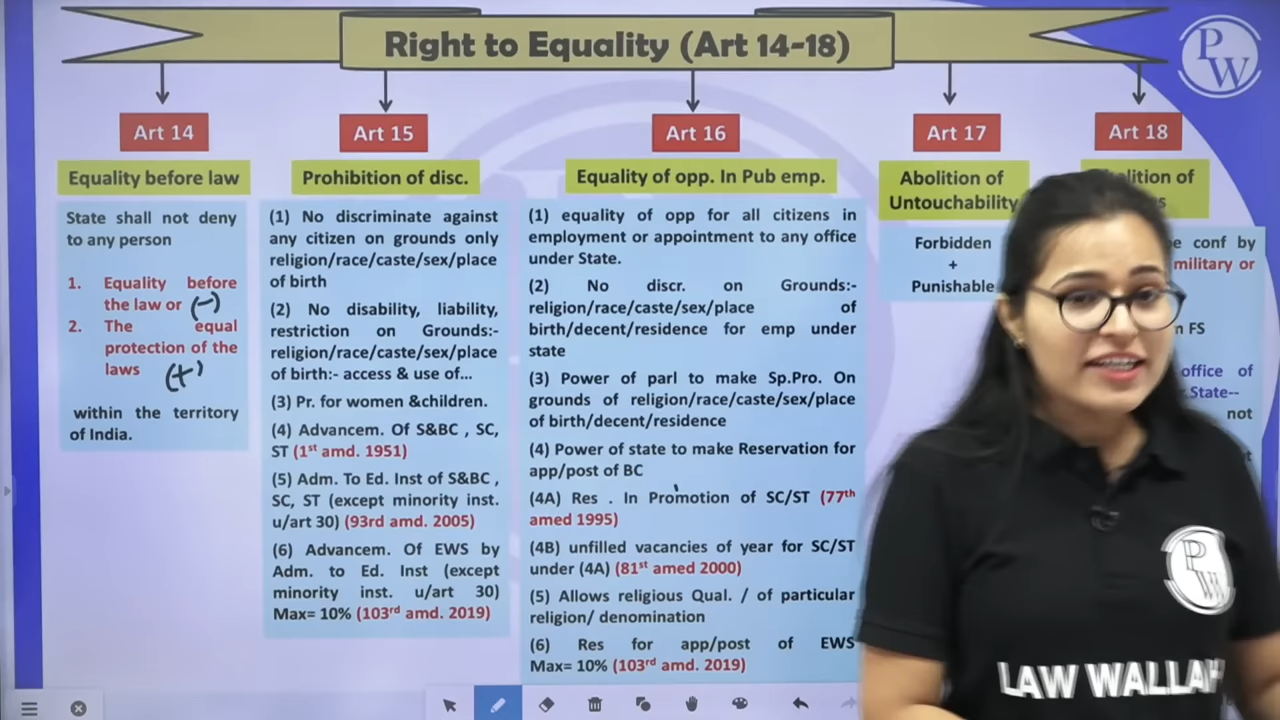 Right to Equality (Art 14-18)
PW
Art 14
Equality before law
State shall not deny
to any person
1. Equality before
the law or (-)
2. The equal
protection of the
laws (+)
within the territory
of India.
Art 15
Prohibition of disc.
(1) No discriminate against
any citizen on grounds only
religion/race/caste/sex/place
of birth
(2) No disability, liability,
restriction on Grounds:-
religion/race/caste/sex/place
of birth:- access & use of...
(3) Pr. for women &children.
(4) Advancem. Of S&BC , SC,
ST (1st amd. 1951)
(5) Adm. To Ed. Inst of S&BC ,
SC, ST (except minority inst.
u/art 30) (93rd amd. 2005)
(6) Advancem. Of EWS by
Adm. to Ed. Inst (except
minority inst. u/art 30)
Max= 10% (103rd amd. 2019)
Art 16
Equality of opp. In Pub emp.
(1) equality of opp for all citizens in
employment or appointment to any office
under State.
(2) No discr. on Grounds:-
religion/race/caste/sex/place of
birth/decent/residence for emp under
state
(3) Power of parl to make Sp.Pro. On
grounds of religion/race/caste/sex/place
of birth/decent/residence
(4) Power of state to make Reservation for
app/post of BC
(4A) Res . In Promotion of SC/ST (77th
amed 1995)
(4B) unfilled vacancies of year for SC/ST
under (4A) (81st amed 2000)
(5) Allows religious Qual. / of particular
religion/ denomination
(6) Res for app/post of EWS
Max= 10% (103rd amd. 2019)
Art 17
Abolition of
Untouchability
Forbidden
+
Punishable
Art 18
of
conf by
military or
FS
office of
State--
not
PW
LAW WALLAH